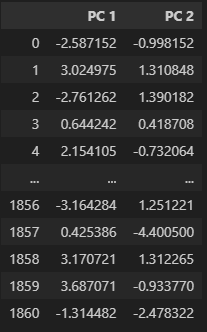 PC 1 PC 2
0 -2.587152 -0.998152
1 3.024975 1.310848
2 -2.761262 1.390182
3 0.644242 0.418708
4 2.154105 -0.732064
... ... ...
1856 -3.164284 1.251221
1857 0.425386 -4.400500
1858 3.170721 1.312265
1859 3.687071 -0.933770
1860 -1.314482 -2.478322